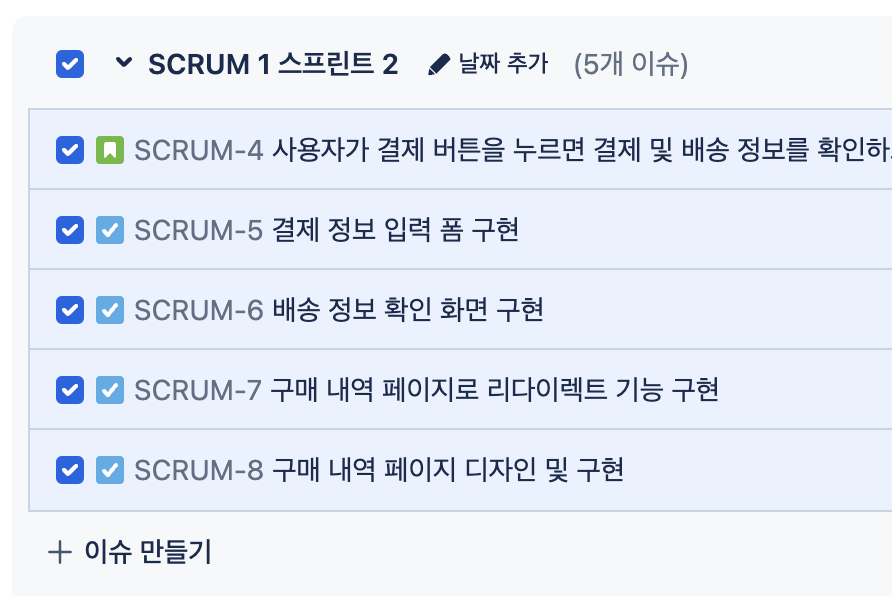 SCRUM 1 스프린트 2 날짜 추가 (5개 이슈)
SCRUM-4 사용자가 결제 버튼을 누르면 결제 및 배송 정보를 확인하
SCRUM-5 결제 정보 입력 폼 구현
SCRUM-6 배송 정보 확인 화면 구현
SCRUM-7 구매 내역 페이지로 리다이렉트 기능 구현
SCRUM-8 구매 내역 페이지 디자인 및 구현
이슈 만들기